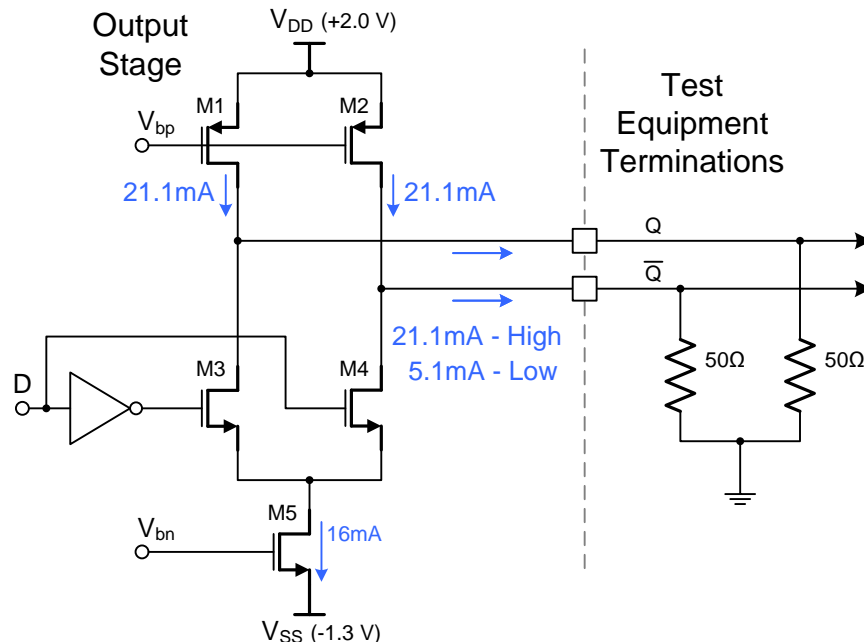 Output
Stage
V_DD (+2.0 V)
Test
Equipment
Terminations
M1
M2
V_bp
21.1mA
21.1mA
Q
Q̅
21.1mA - High
5.1mA - Low
50Ω
50Ω
D
M3
M4
V_bn
M5
16mA
V_SS (-1.3 V)